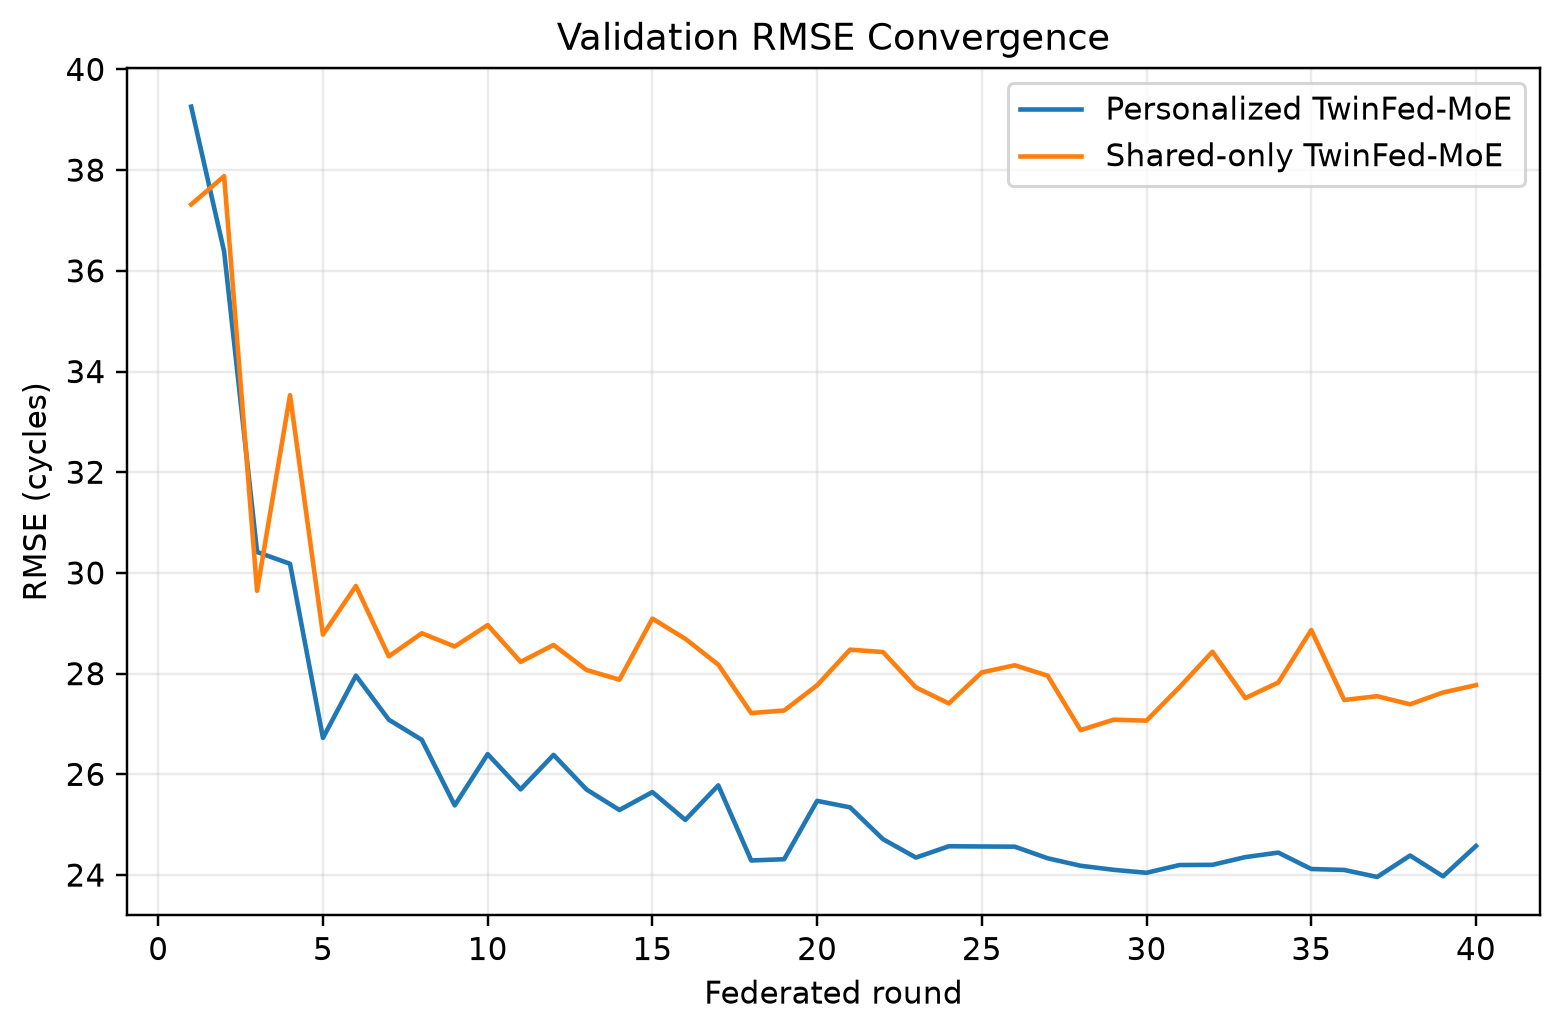 Validation RMSE Convergence
Personalized TwinFed-MoE
Shared-only TwinFed-MoE
40
38
36
34
32
30
28
26
24
RMSE (cycles)
0 5 10 15 20 25 30 35 40
Federated round